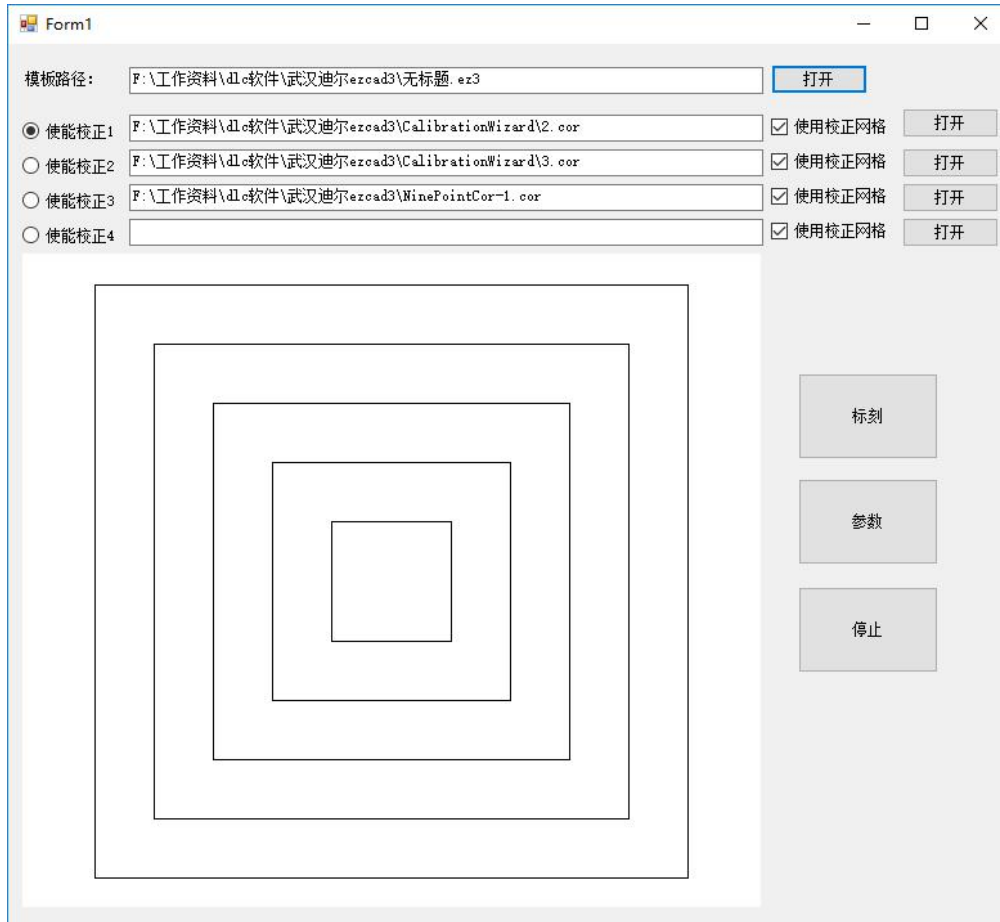 Form1
模板路径： F:\工作资料\dlc软件\武汉迪尔ezcad3\无标题.ez3 打开
使能校正1 F:\工作资料\dlc软件\武汉迪尔ezcad3\CalibrationWizard\2.cor 使用校正网格 打开
使能校正2 F:\工作资料\dlc软件\武汉迪尔ezcad3\CalibrationWizard\3.cor 使用校正网格 打开
使能校正3 F:\工作资料\dlc软件\武汉迪尔ezcad3\NinePointCor-1.cor 使用校正网格 打开
使能校正4 使用校正网格 打开
标刻
参数
停止